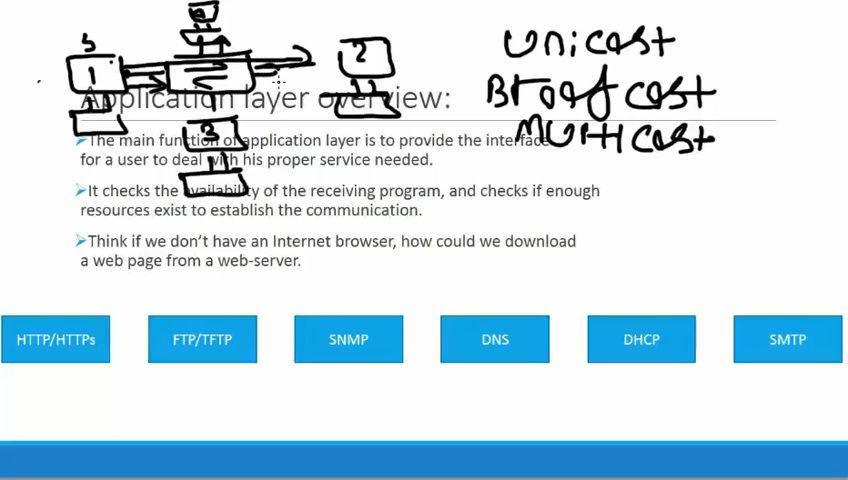 S
1
2
3
Unicast
Broadcast
Multicast
Application layer overview:
The main function of application layer is to provide the interface
for a user to deal with his proper service needed.
It checks the availability of the receiving program, and checks if enough
resources exist to establish the communication.
Think if we don't have an Internet browser, how could we download
a web page from a web-server.
HTTP/HTTPs
FTP/TFTP
SNMP
DNS
DHCP
SMTP